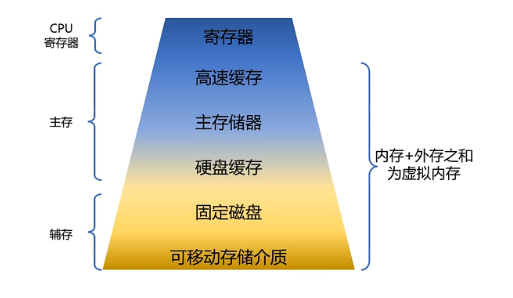 CPU
寄存器
寄存器
高速缓存
主存
主存储器
硬盘缓存
内存+外存之和
为虚拟内存
固定磁盘
辅存
可移动存储介质